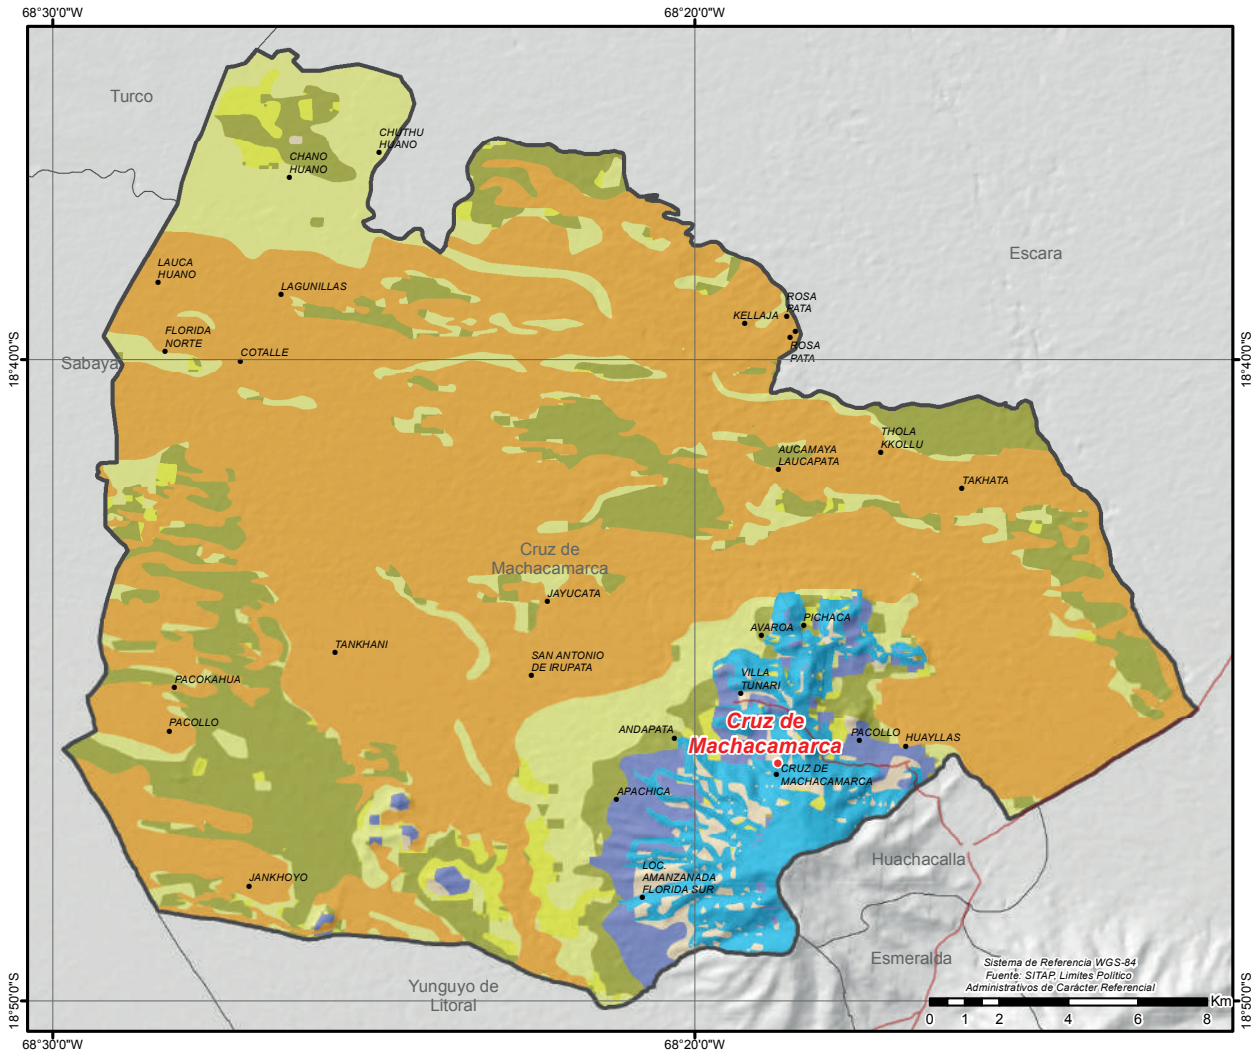 68°30'0"W
68°20'0"W
Turco
CHUTHU
HUANO
CHANO
HUANO
Escara
LAUCA
HUANO
LAGUNILLAS
ROSA
PATA
KELLAJA
FLORIDA
NORTE
COTALLE
ROSA
PATA
Sabaya
18°40'0"S
18°40'0"S
THOLA
KKOLLU
AUCAMAYA
LAUCAPATA
TAKHATA
Cruz de
Machacamarca
JAYUCATA
PICHACA
AVAROA
TANKHANI
SAN ANTONIO
DE IRUPATA
VILLA
TUNARI
PACOKAHUA
PACOLLO
ANDAPATA
Cruz de
Machacamarca
PACOLLO
HUAYLLAS
CRUZ DE
MACHACAMARCA
APACHICA
Huachacalla
LOC.
AMANZANADA
FLORIDA SUR
JANKHOYO
Esmeralda
Sistema de Referencia WGS-84
Fuente: SITAP, Limites Politico
Administrativos de Carácter Referencial
Yunguyo de
Litoral
18°50'0"S
18°50'0"S
Km
0 1 2 4 6 8
68°30'0"W
68°20'0"W